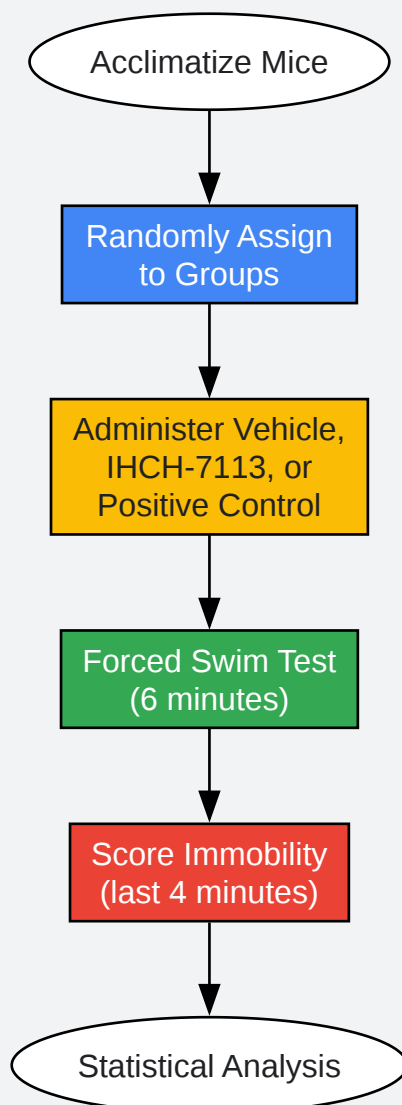 Acclimatize Mice
Randomly Assign
to Groups
Administer Vehicle,
IHCH-7113, or
Positive Control
Forced Swim Test
(6 minutes)
Score Immobility
(last 4 minutes)
Statistical Analysis